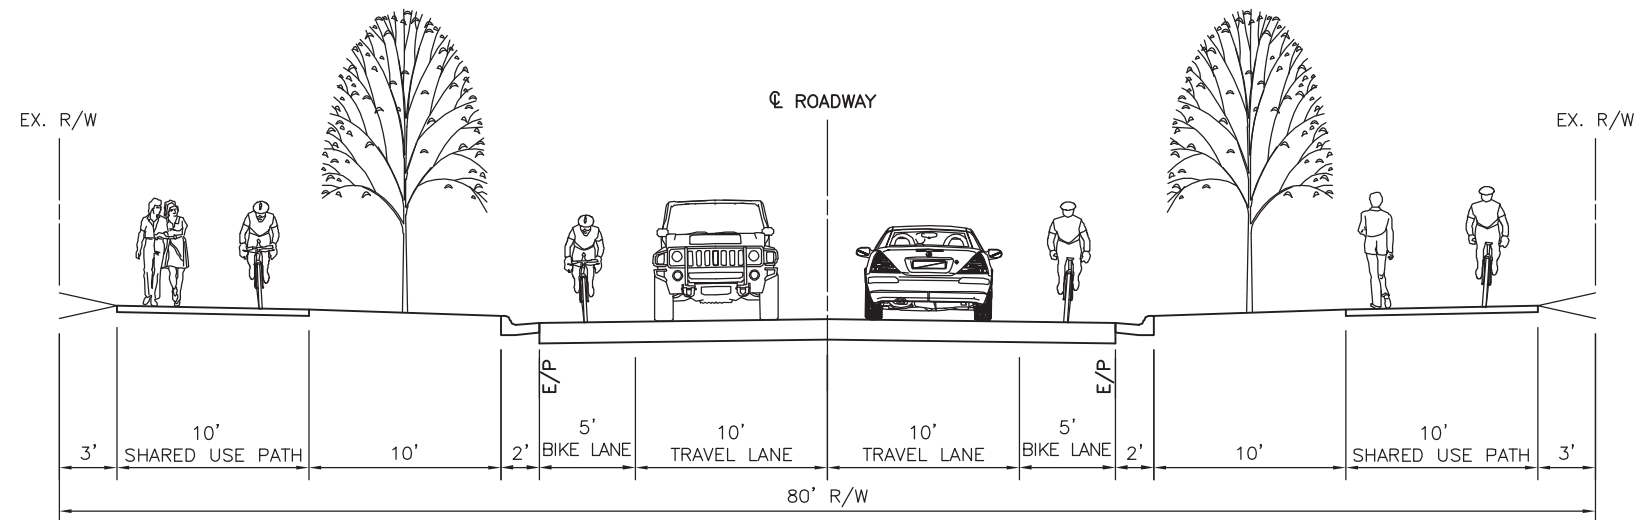 ℄ ROADWAY
EX. R/W
EX. R/W
E/P
E/P
3'
10'
SHARED USE PATH
10'
2'
5'
BIKE LANE
10'
TRAVEL LANE
10'
TRAVEL LANE
5'
BIKE LANE
2'
10'
10'
SHARED USE PATH
3'
80' R/W